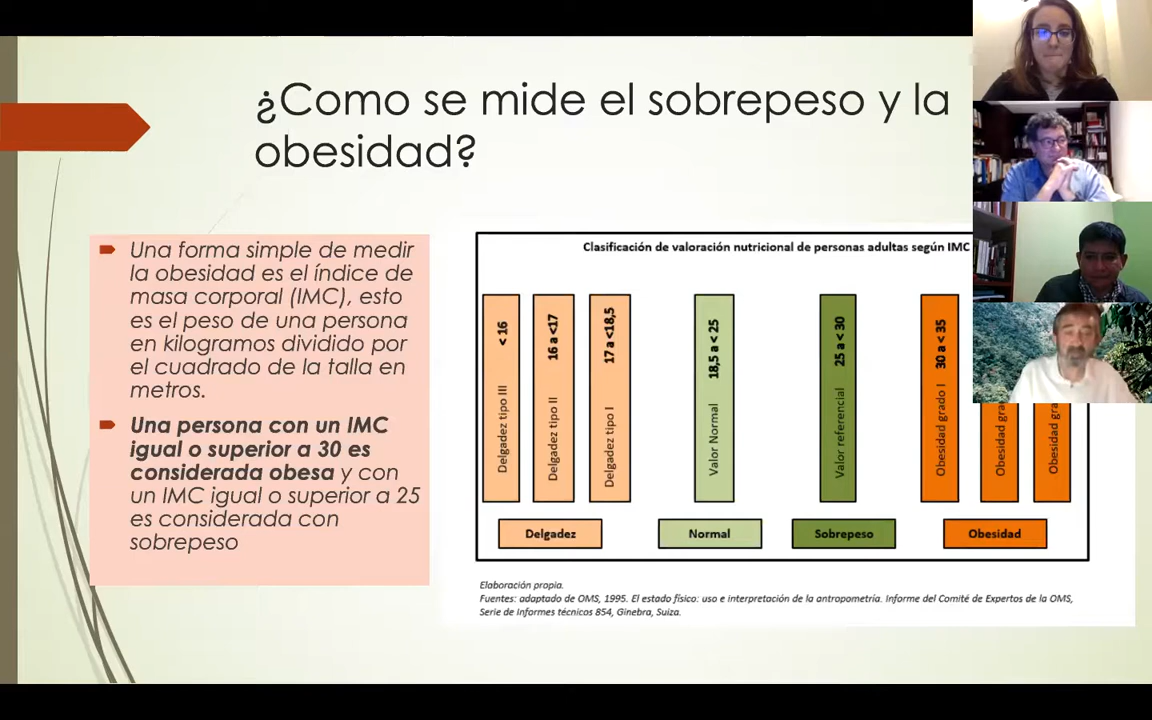 ¿Como se mide el sobrepeso y la
obesidad?
Una forma simple de medir
la obesidad es el índice de
masa corporal (IMC), esto
es el peso de una persona
en kilogramos dividido por
el cuadrado de la talla en
metros.
Una persona con un IMC
igual o superior a 30 es
considerada obesa y con
un IMC igual o superior a 25
es considerada con
sobrepeso
Clasificación de valoración nutricional de personas adultas según IMC
Delgadez tipo III < 16
Delgadez tipo II 16 a <17
Delgadez tipo I 17 a <18,5
Valor Normal 18,5 a < 25
Valor referencial 25 a < 30
Obesidad grado I 30 a < 35
Obesidad
Obesidad
Delgadez
Normal
Sobrepeso
Obesidad
Elaboración propia.
Fuentes: adaptado de OMS, 1995. El estado físico: uso e interpretación de la antropometría. Informe del Comité de Expertos de la OMS,
Serie de Informes técnicos 854, Ginebra, Suiza.